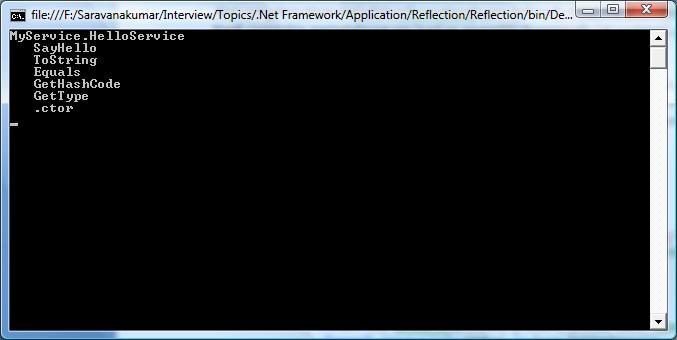 file:///F:/Saravanakumar/Interview/Topics/.Net Framework/Application/Reflection/Reflection/bin/De...
MyService.HelloService
SayHello
ToString
Equals
GetHashCode
GetType
.ctor